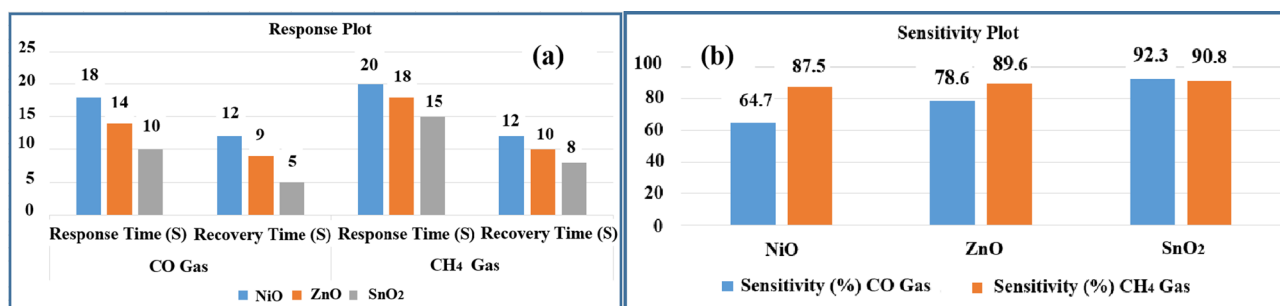 Response Plot
(a)
25
20
15
10
5
0
18
14
10
12
9
5
20
18
15
12
10
8
Response Time (S)
Recovery Time (S)
Response Time (S)
Recovery Time (S)
CO Gas
CH₄ Gas
NiO
ZnO
SnO₂
Sensitivity Plot
(b)
100
80
60
40
20
0
64.7
87.5
78.6
89.6
92.3
90.8
NiO
ZnO
SnO₂
Sensitivity (%) CO Gas
Sensitivity (%) CH₄ Gas